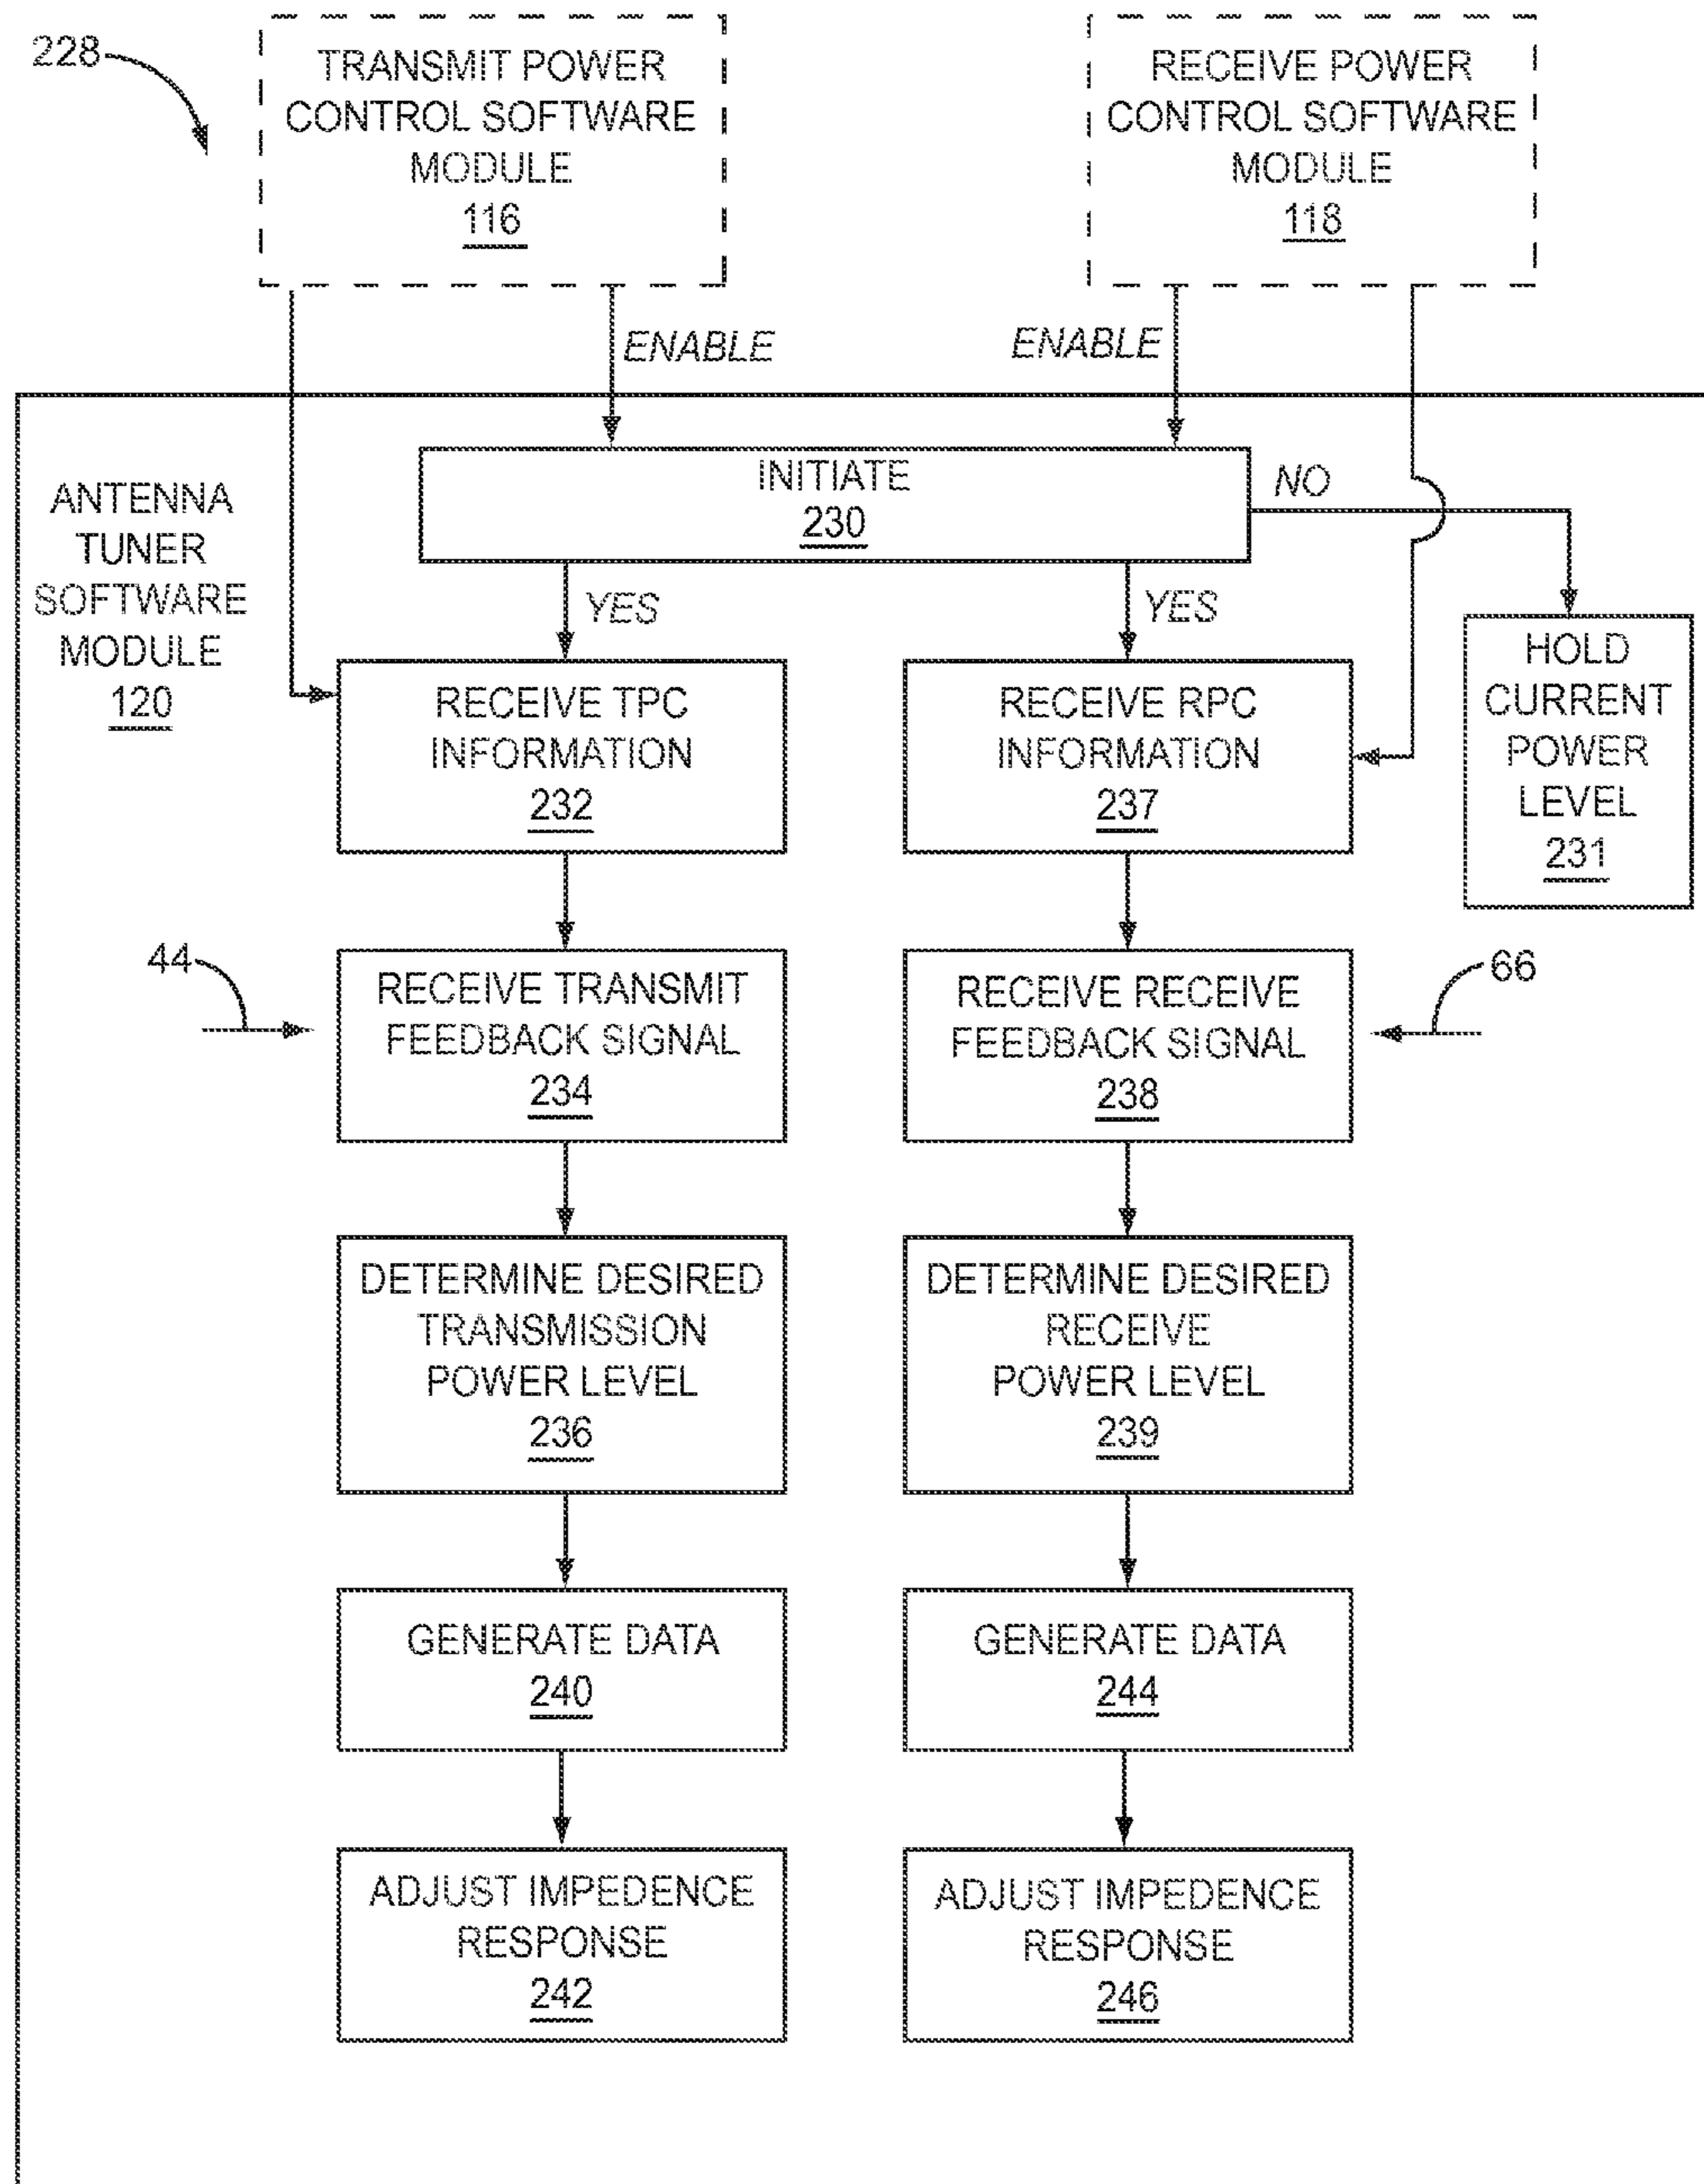 228
TRANSMIT POWER
CONTROL SOFTWARE
MODULE
116
RECEIVE POWER
CONTROL SOFTWARE
MODULE
118
ENABLE
ENABLE
ANTENNA
TUNER
SOFTWARE
MODULE
120
INITIATE
230
NO
YES
YES
HOLD
CURRENT
POWER
LEVEL
231
RECEIVE TPC
INFORMATION
232
RECEIVE RPC
INFORMATION
237
44
RECEIVE TRANSMIT
FEEDBACK SIGNAL
234
RECEIVE RECEIVE
FEEDBACK SIGNAL
238
66
DETERMINE DESIRED
TRANSMISSION
POWER LEVEL
236
DETERMINE DESIRED
RECEIVE
POWER LEVEL
239
GENERATE DATA
240
GENERATE DATA
244
ADJUST IMPEDENCE
RESPONSE
242
ADJUST IMPEDENCE
RESPONSE
246